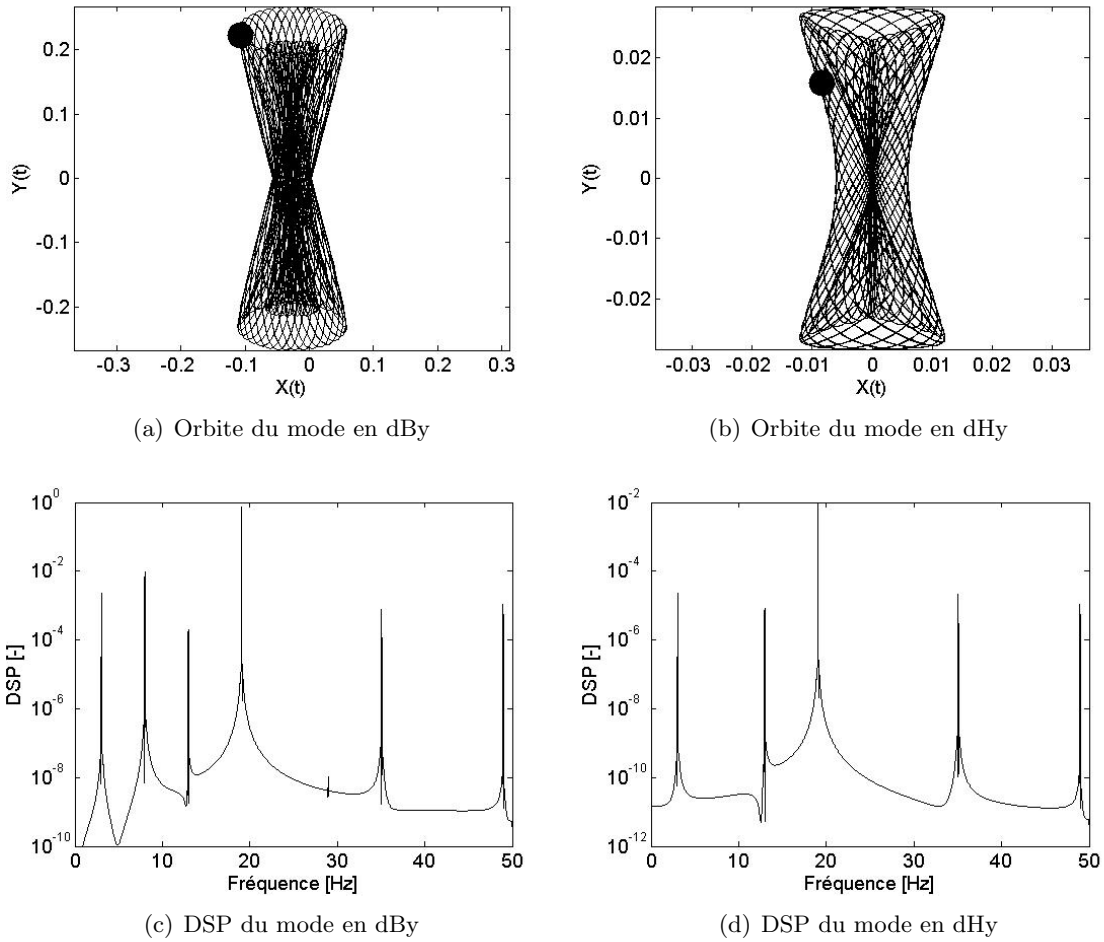 0.2
0.1
0
-0.1
-0.2
Y(t)
-0.3 -0.2 -0.1 0 0.1 0.2 0.3
X(t)
(a) Orbite du mode en dBy
0.02
0.01
0
-0.01
-0.02
Y(t)
-0.03 -0.02 -0.01 0 0.01 0.02 0.03
X(t)
(b) Orbite du mode en dHy
10^0
10^-2
10^-4
10^-6
10^-8
10^-10
DSP [-]
0 10 20 30 40 50
Fréquence [Hz]
(c) DSP du mode en dBy
10^-2
10^-4
10^-6
10^-8
10^-10
10^-12
DSP [-]
0 10 20 30 40 50
Fréquence [Hz]
(d) DSP du mode en dHy